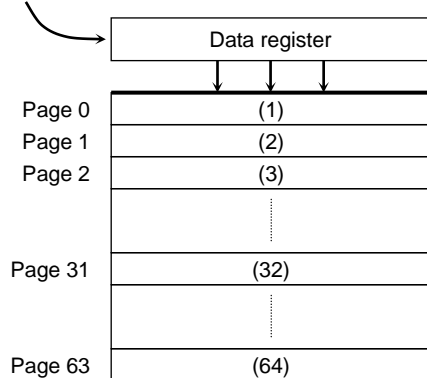 Data register
Page 0 (1)
Page 1 (2)
Page 2 (3)
Page 31 (32)
Page 63 (64)